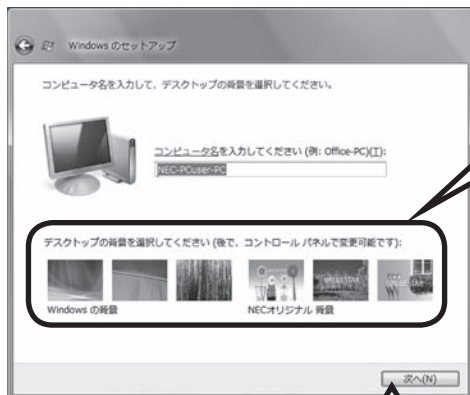 Windows のセットアップ
コンピュータ名を入力して、デスクトップの背景を選択してください。
コンピュータ名を入力してください (例: Office-PC)(T):
NEC-PCuser-PC
デスクトップの背景を選択してください (後で、コントロール パネルで変更可能です):
Windows の背景
NECオリジナル 背景
次へ(N)